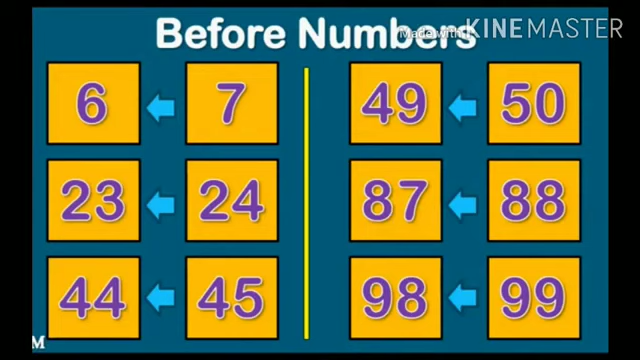 Before Numbers
Made with KINEMASTER
6 7 49 50
23 24 87 88
44 45 98 99
M